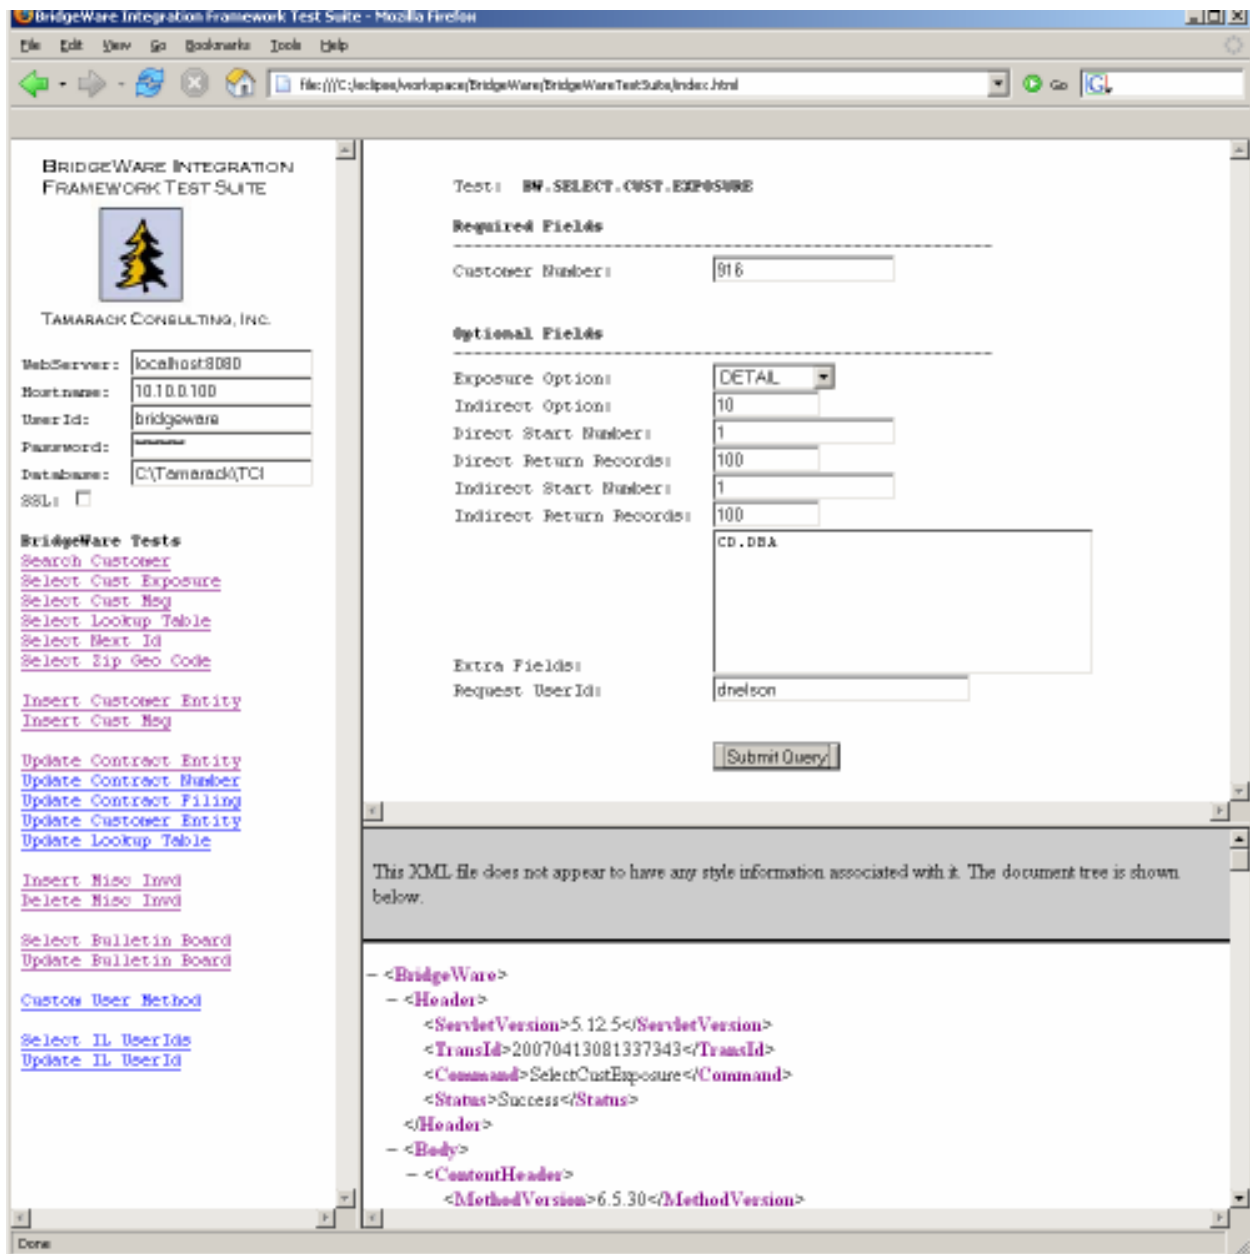 BridgeWare Integration Framework Test Suite - Mozilla Firefox
File Edit View Go Bookmarks Tools Help
file:///C:/eclipse/workspace/BridgeWare/BridgeWareTestSuite/index.html
Go
G
BRIDGEWARE INTEGRATION
FRAMEWORK TEST SUITE
TAMARACK CONSULTING, INC.
WebServer: localhost:8080
Hostname: 10.10.0.100
UserId: bridgeware
Password: ******
Database: C:\Tamarack\TCI
SSL:
BridgeWare Tests
Search Customer
Select Cust Exposure
Select Cust Msg
Select Lookup Table
Select Next Id
Select Zip Geo Code
Insert Customer Entity
Insert Cust Msg
Update Contract Entity
Update Contract Number
Update Contract Filing
Update Customer Entity
Update Lookup Table
Insert Misc Invd
Delete Misc Invd
Select Bulletin Board
Update Bulletin Board
Custom User Method
Select IL UserIds
Update IL UserId
Test: BW.SELECT.CUST.EXPOSURE
Required Fields
Customer Number: 916
Optional Fields
Exposure Option: DETAIL
Indirect Option: 10
Direct Start Number: 1
Direct Return Records: 100
Indirect Start Number: 1
Indirect Return Records: 100
CD.DBA
Extra Fields:
Request UserId: dnelson
Submit Query
This XML file does not appear to have any style information associated with it. The document tree is shown
below.
- <BridgeWare>
- <Header>
<ServletVersion>5.12.5</ServletVersion>
<TransId>20070413081337343</TransId>
<Command>SelectCustExposure</Command>
<Status>Success</Status>
</Header>
- <Body>
- <ContentHeader>
<MethodVersion>6.5.30</MethodVersion>
Done